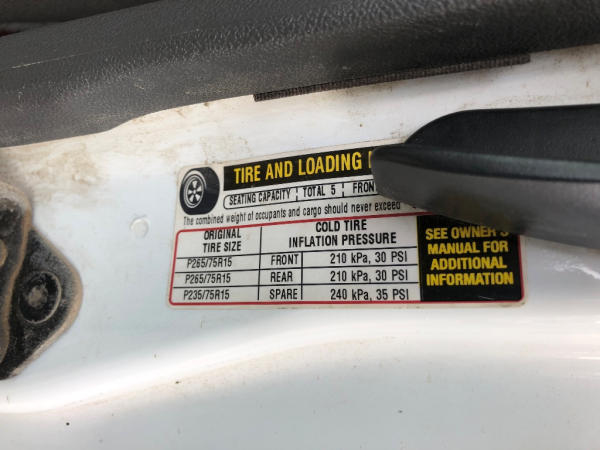 TIRE AND LOADING
SEATING CAPACITY TOTAL 5 FRONT
The combined weight of occupants and cargo should never exceed
ORIGINAL TIRE SIZE COLD TIRE INFLATION PRESSURE
P265/75R15 FRONT 210 kPa, 30 PSI
P265/75R15 REAR 210 kPa, 30 PSI
P235/75R15 SPARE 240 kPa, 35 PSI
SEE OWNER'S
MANUAL FOR
ADDITIONAL
INFORMATION